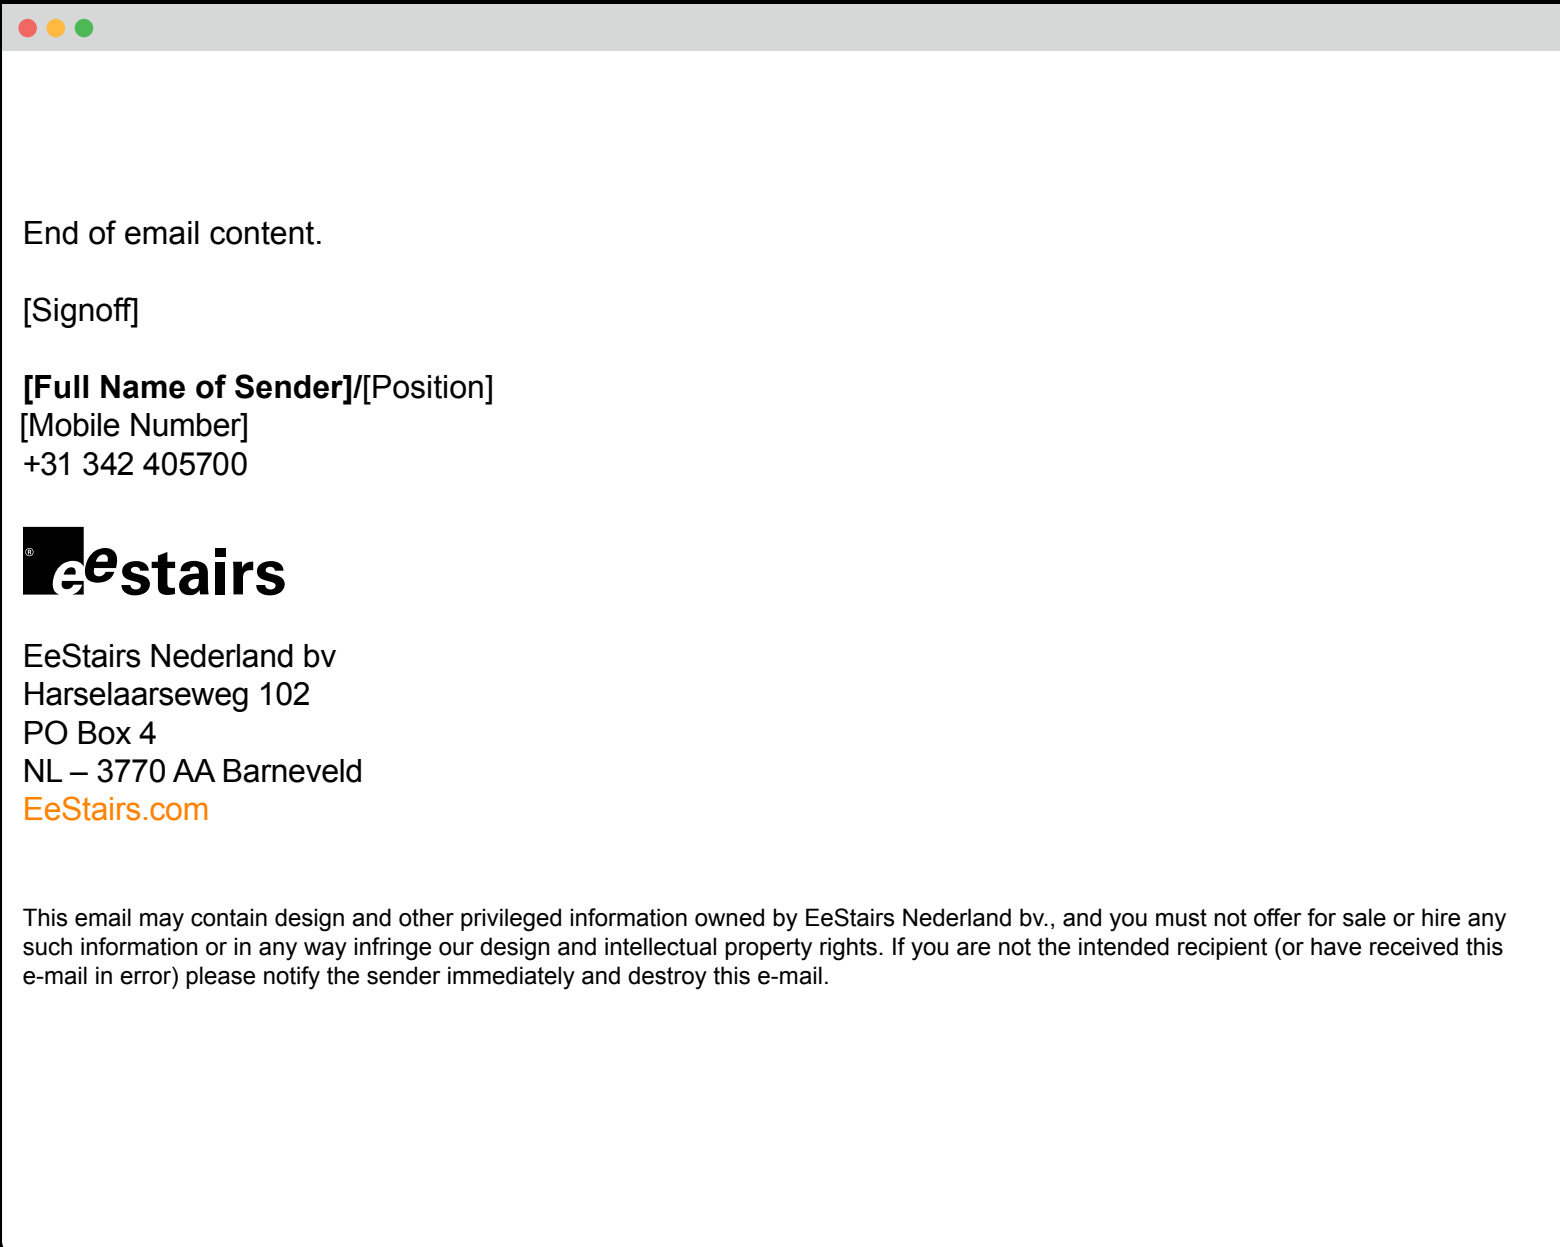 End of email content.
[Signoff]
[Full Name of Sender]/[Position]
[Mobile Number]
+31 342 405700
® eestairs
EeStairs Nederland bv
Harselaarseweg 102
PO Box 4
NL – 3770 AA Barneveld
EeStairs.com
This email may contain design and other privileged information owned by EeStairs Nederland bv., and you must not offer for sale or hire any
such information or in any way infringe our design and intellectual property rights. If you are not the intended recipient (or have received this
e-mail in error) please notify the sender immediately and destroy this e-mail.